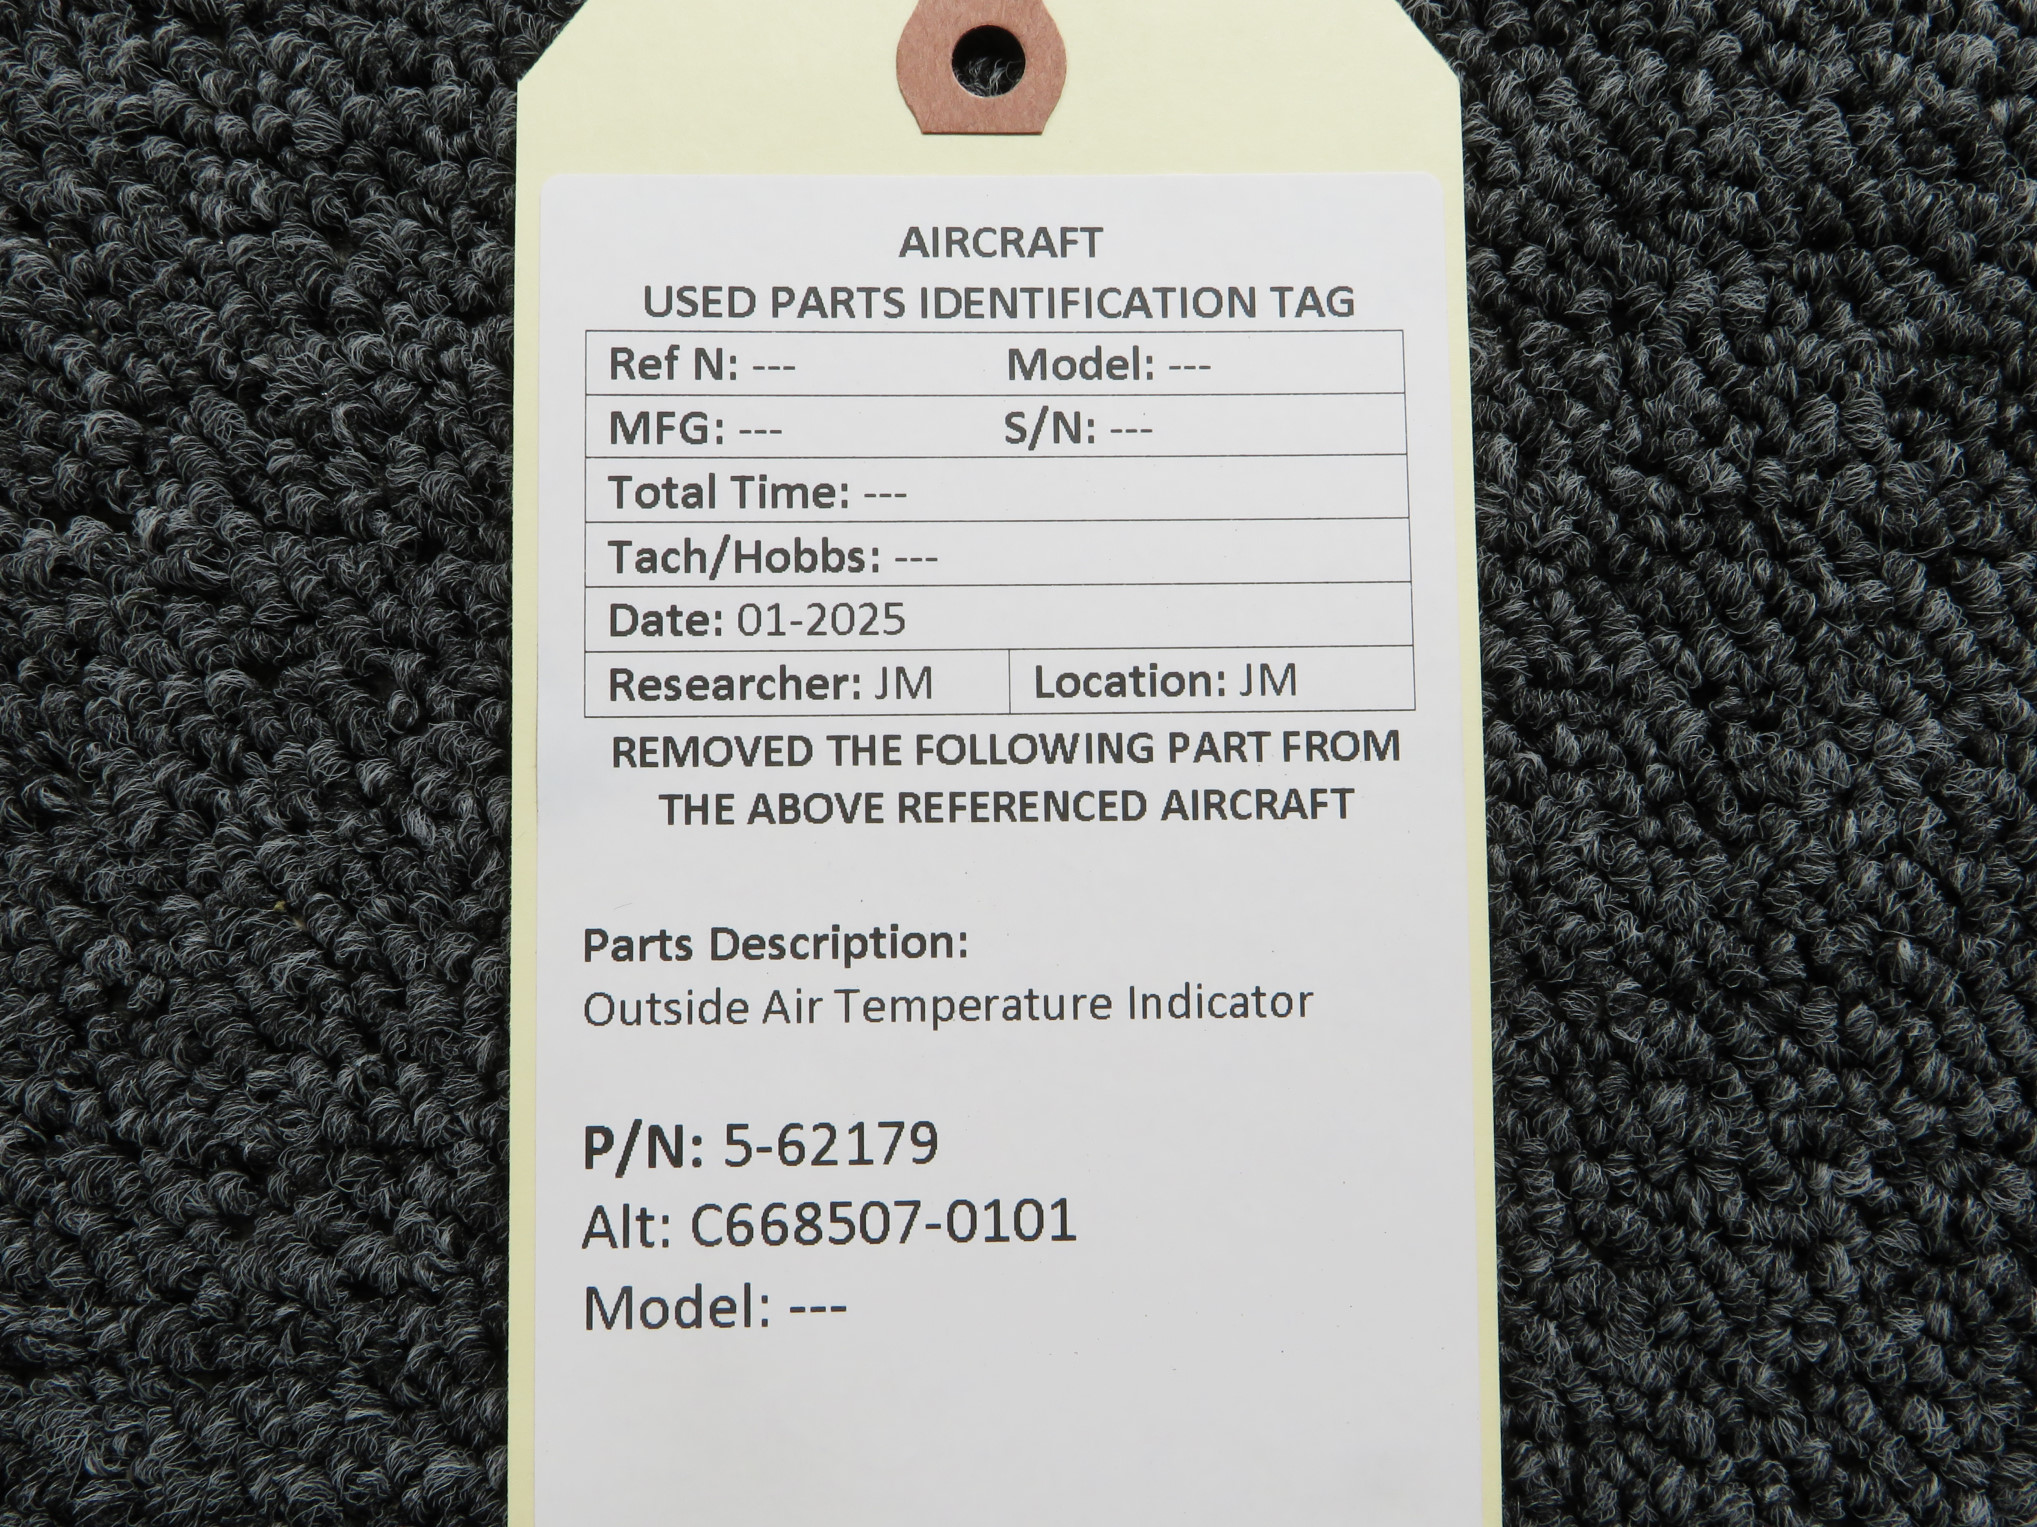 AIRCRAFT
USED PARTS IDENTIFICATION TAG
Ref N: --- Model: ---
MFG: --- S/N: ---
Total Time: ---
Tach/Hobbs: ---
Date: 01-2025
Researcher: JM Location: JM
REMOVED THE FOLLOWING PART FROM
THE ABOVE REFERENCED AIRCRAFT
Parts Description:
Outside Air Temperature Indicator
P/N: 5-62179
Alt: C668507-0101
Model: ---